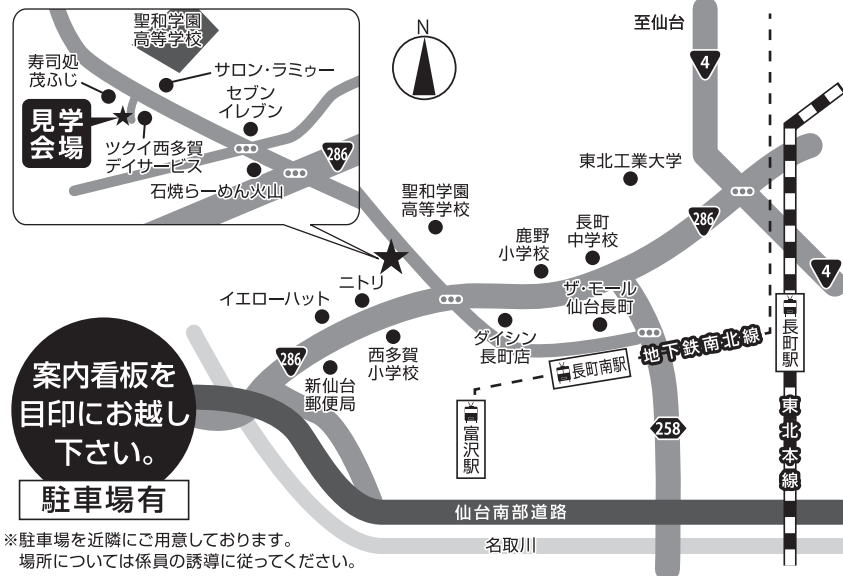 聖和学園
高等学校
寿司処
茂ふじ
サロン・ラミゥー
セブン
イレブン
見学
会場
ツクイ西多賀
デイサービス
286
石焼らーめん火山
N
至仙台
4
東北工業大学
聖和学園
高等学校
286
鹿野
小学校
長町
中学校
4
ニトリ
イエローハット
ザ・モール
仙台長町
長町駅
286
西多賀
小学校
ダイシン
長町店
地下鉄南北線
長町南駅
新仙台
郵便局
富沢駅
258
東北本線
案内看板を
目印にお越し
下さい。
駐車場有
仙台南部道路
名取川
※駐車場を近隣にご用意しております。
場所については係員の誘導に従ってください。